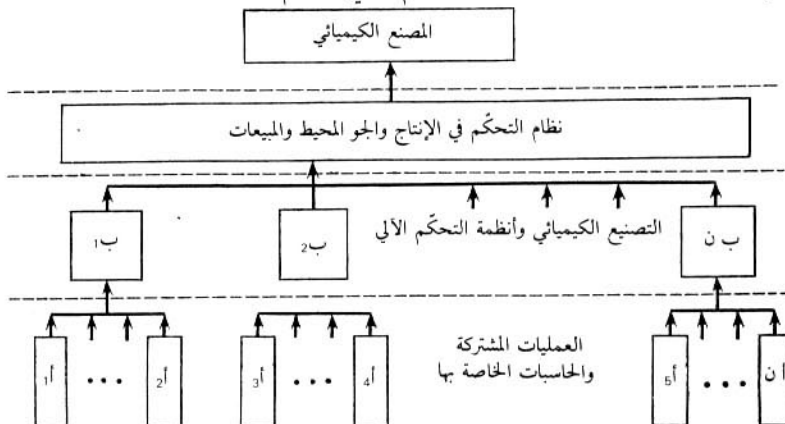 المصنع الكيميائي
نظام التحكّم في الإنتاج والجو المحيط والمبيعات
التصنيع الكيميائي وأنظمة التحكّم الآلي
ب1
ب2
ب ن
العمليات المشتركة
والحاسبات الخاصة بها
أ1
أ2
أ3
أ4
أ5
أ ن